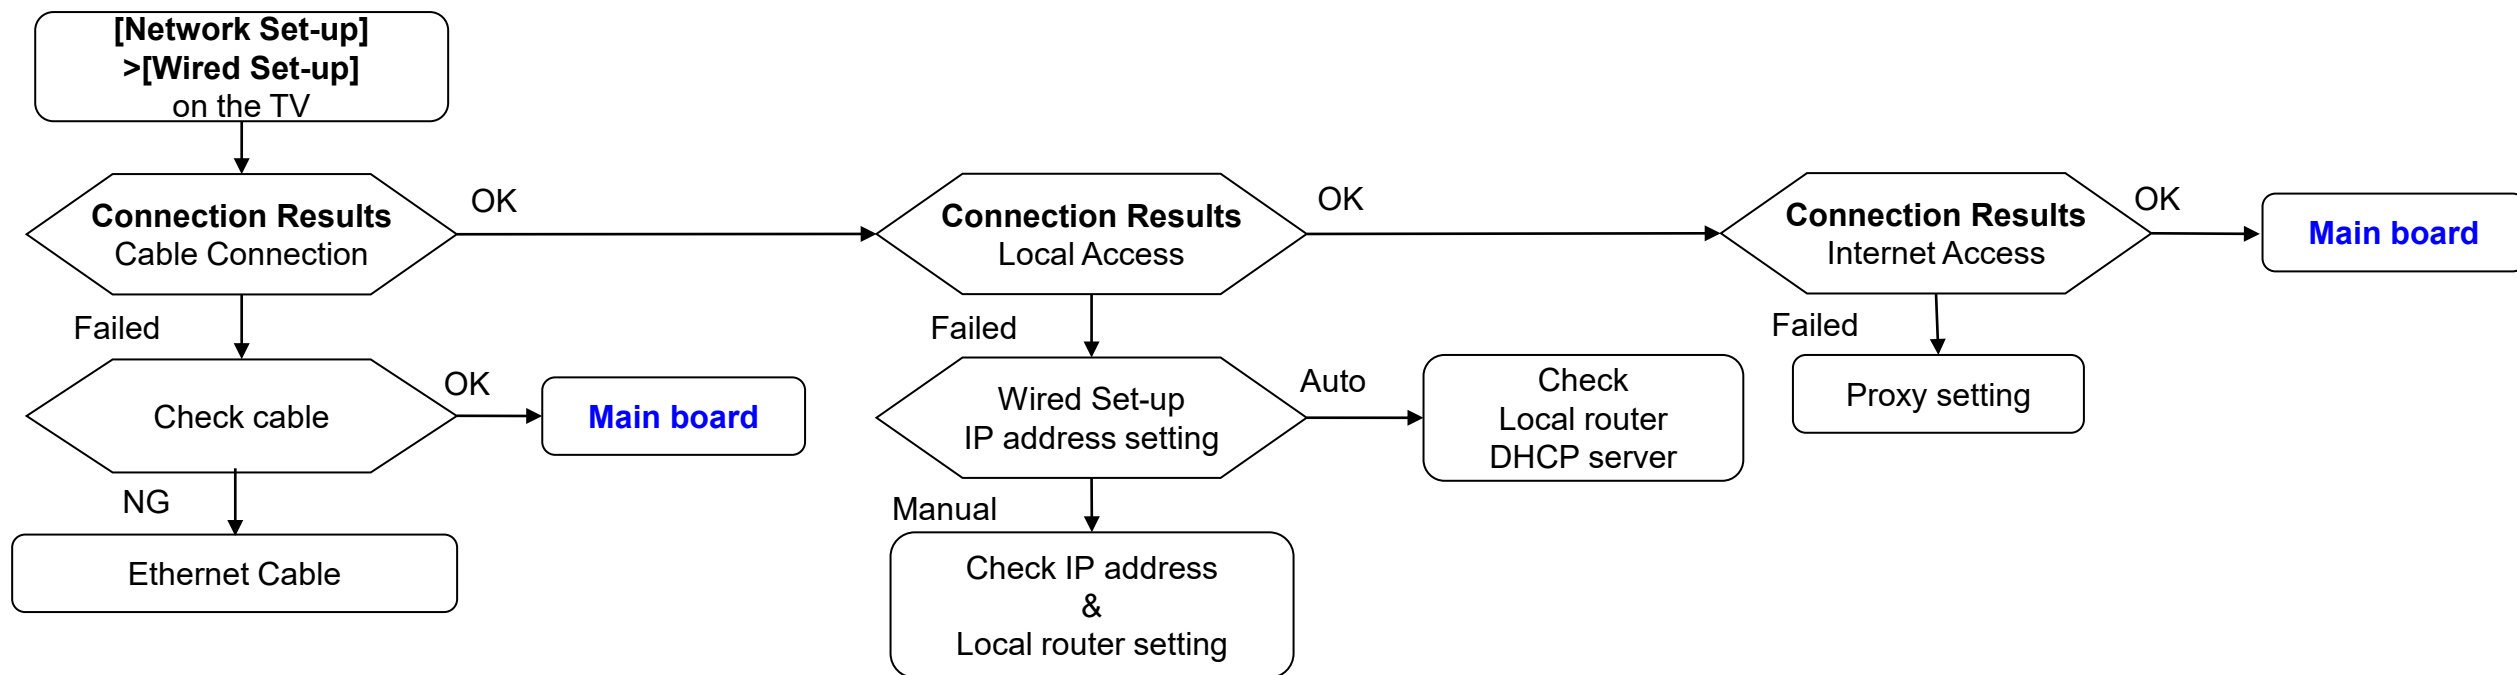 [Network Set-up]
>[Wired Set-up]
on the TV
Connection Results
Cable Connection
OK
Connection Results
Local Access
OK
Connection Results
Internet Access
OK
Main board
Failed
Check cable
OK
Main board
NG
Ethernet Cable
Failed
Wired Set-up
IP address setting
Auto
Check
Local router
DHCP server
Manual
Check IP address
&
Local router setting
Failed
Proxy setting